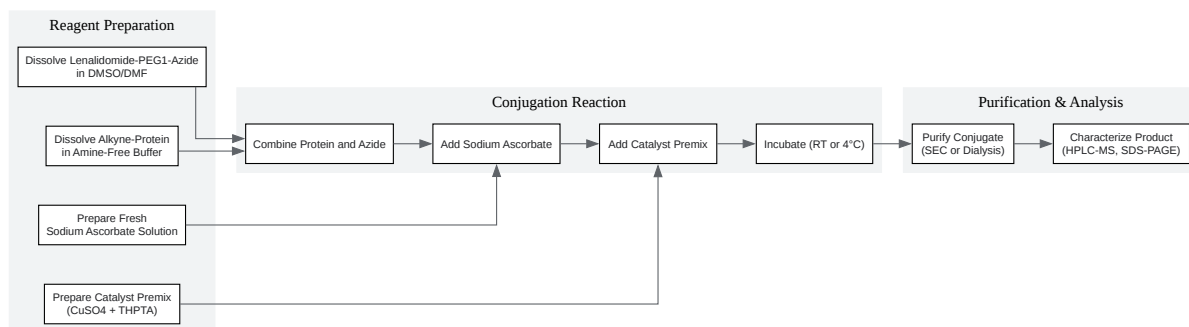 Reagent Preparation
Dissolve Lenalidomide-PEG1-Azide
in DMSO/DMF
Dissolve Alkyne-Protein
in Amine-Free Buffer
Prepare Fresh
Sodium Ascorbate Solution
Prepare Catalyst Premix
(CuSO4 + THPTA)
Conjugation Reaction
Combine Protein and Azide
Add Sodium Ascorbate
Add Catalyst Premix
Incubate (RT or 4°C)
Purification & Analysis
Purify Conjugate
(SEC or Dialysis)
Characterize Product
(HPLC-MS, SDS-PAGE)